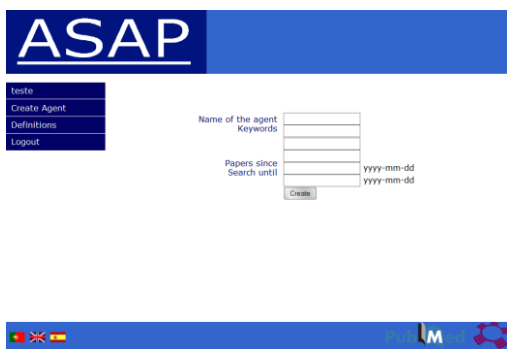 ASAP
teste
Create Agent
Definitions
Logout
Name of the agent
Keywords
Papers since
yyyy-mm-dd
Search until
yyyy-mm-dd
Create
PubMed